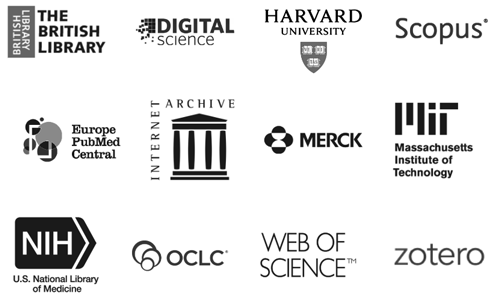 BRITISH
LIBRARY
THE
BRITISH
LIBRARY
DIGITAL
science
HARVARD
UNIVERSITY
Scopus®
Europe
PubMed
Central
INTERNET
ARCHIVE
MERCK
MIT
Massachusetts
Institute of
Technology
NIH
U.S. National Library
of Medicine
OCLC®
WEB OF
SCIENCE™
zotero